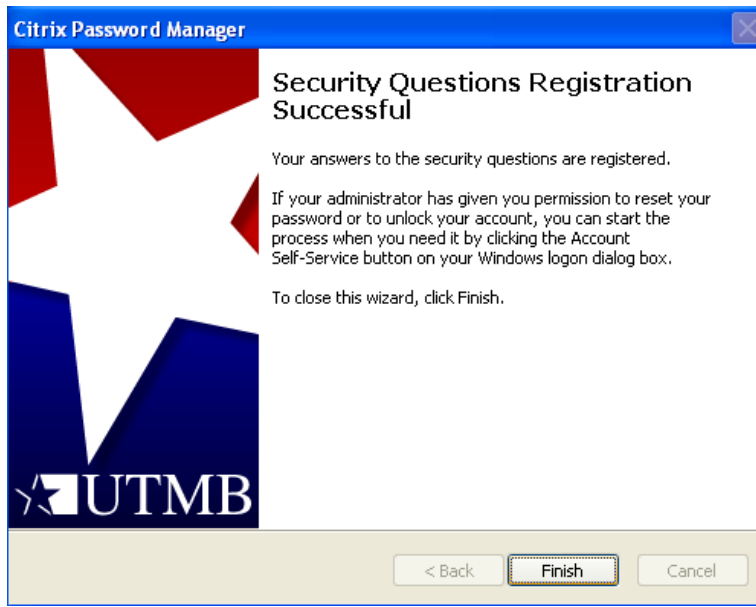 Citrix Password Manager
Security Questions Registration
Successful
Your answers to the security questions are registered.
If your administrator has given you permission to reset your
password or to unlock your account, you can start the
process when you need it by clicking the Account
Self-Service button on your Windows logon dialog box.
To close this wizard, click Finish.
UTMB
< Back
Finish
Cancel